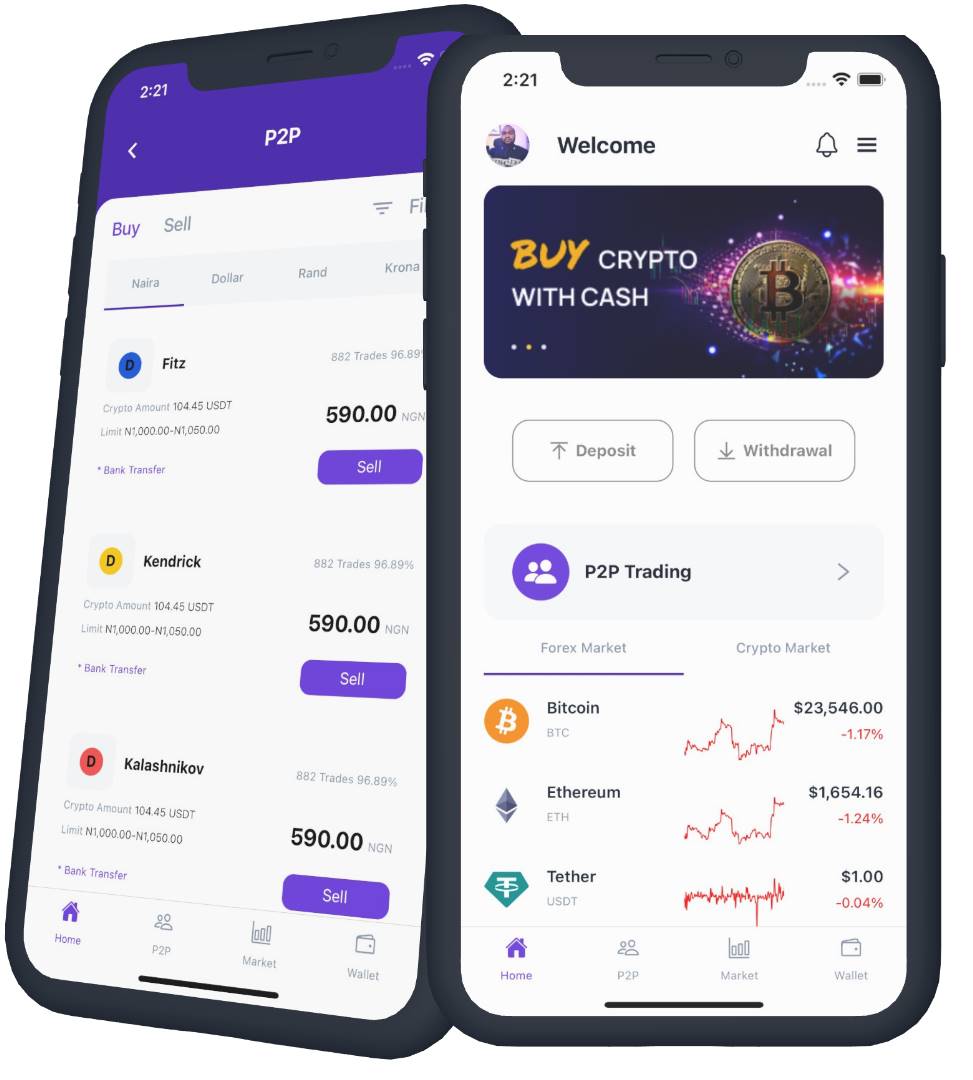 2:21
P2P
Buy
Sell
Naira
Dollar
Rand
Krona
D
Fitz
882 Trades 96.89%
Crypto Amount 104.45 USDT
590.00 NGN
Limit N1,000.00-N1,050.00
* Bank Transfer
Sell
D
Kendrick
882 Trades 96.89%
Crypto Amount 104.45 USDT
590.00 NGN
Limit N1,000.00-N1,050.00
* Bank Transfer
Sell
D
Kalashnikov
882 Trades 96.89%
Crypto Amount 104.45 USDT
590.00 NGN
Limit N1,000.00-N1,050.00
* Bank Transfer
Sell
Home
P2P
Market
Wallet
2:21
Welcome
BUY CRYPTO
WITH CASH
Deposit
Withdrawal
P2P Trading
Forex Market
Crypto Market
Bitcoin
$23,546.00
BTC
-1.17%
Ethereum
$1,654.16
ETH
-1.24%
Tether
$1.00
USDT
-0.04%
Home
P2P
Market
Wallet